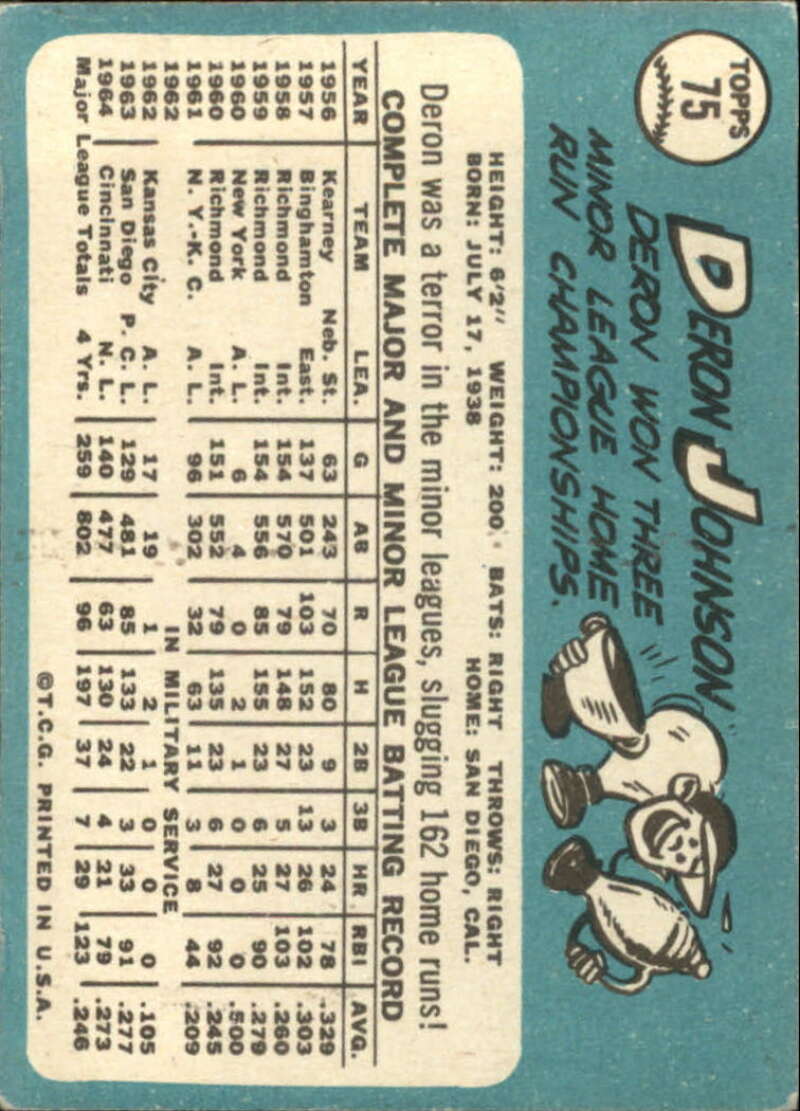 TOPPS
75
DERON JOHNSON
DERON WON THREE
MINOR LEAGUE HOME
RUN CHAMPIONSHIPS.
HEIGHT: 6'2" WEIGHT: 200 BATS: RIGHT THROWS: RIGHT
BORN: JULY 17, 1938 HOME: SAN DIEGO, CAL.
Deron was a terror in the minor leagues, slugging 162 home runs!
COMPLETE MAJOR AND MINOR LEAGUE BATTING RECORD
YEAR TEAM LEA. G AB R H 2B 3B HR RBI AVG.
1956 Kearney Neb. St. 63 243 70 80 9 3 24 78 .329
1957 Binghamton East. 137 501 103 152 23 13 26 102 .303
1958 Richmond Int. 154 570 79 148 27 5 27 103 .260
1959 Richmond Int. 154 556 85 155 23 6 25 90 .279
1960 New York A. L. 6 4 0 2 1 0 0 0 .500
1960 Richmond Int. 151 552 79 135 23 6 27 92 .245
1961 N. Y.-K. C. A. L. 96 302 32 63 11 3 8 44 .209
1962 IN MILITARY SERVICE
1962 Kansas City A. L. 17 19 1 2 1 0 0 0 .105
1963 San Diego P. C. L. 129 481 85 133 22 3 33 91 .277
1964 Cincinnati N. L. 140 477 63 130 24 4 21 79 .273
Major League Totals 4 Yrs. 259 802 96 197 37 7 29 123 .246
©T.C.G. PRINTED IN U.S.A.